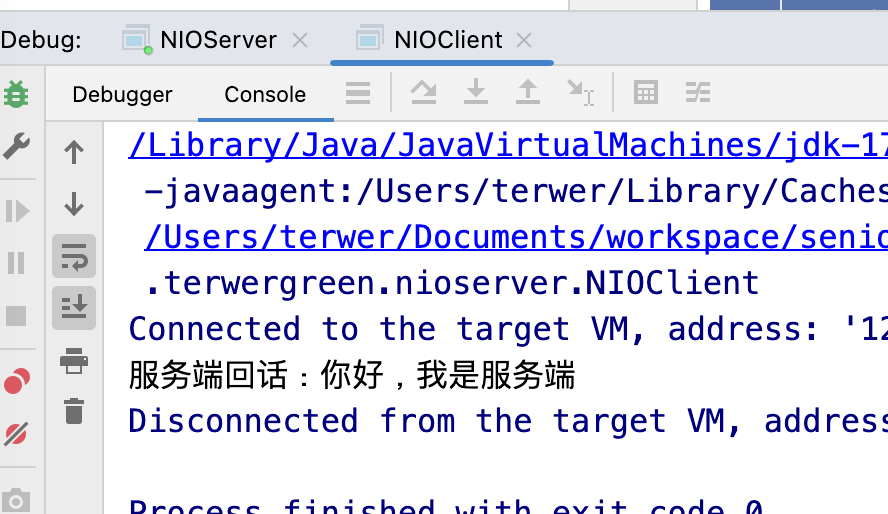 Debug: NIOServer NIOClient
Debugger Console
/Library/Java/JavaVirtualMachines/jdk-17
-javaagent:/Users/terwer/Library/Caches
/Users/terwer/Documents/workspace/senio
.terwergreen.nioserver.NIOClient
Connected to the target VM, address: '12
服务端回话：你好，我是服务端
Disconnected from the target VM, address
Process finished with exit code 0